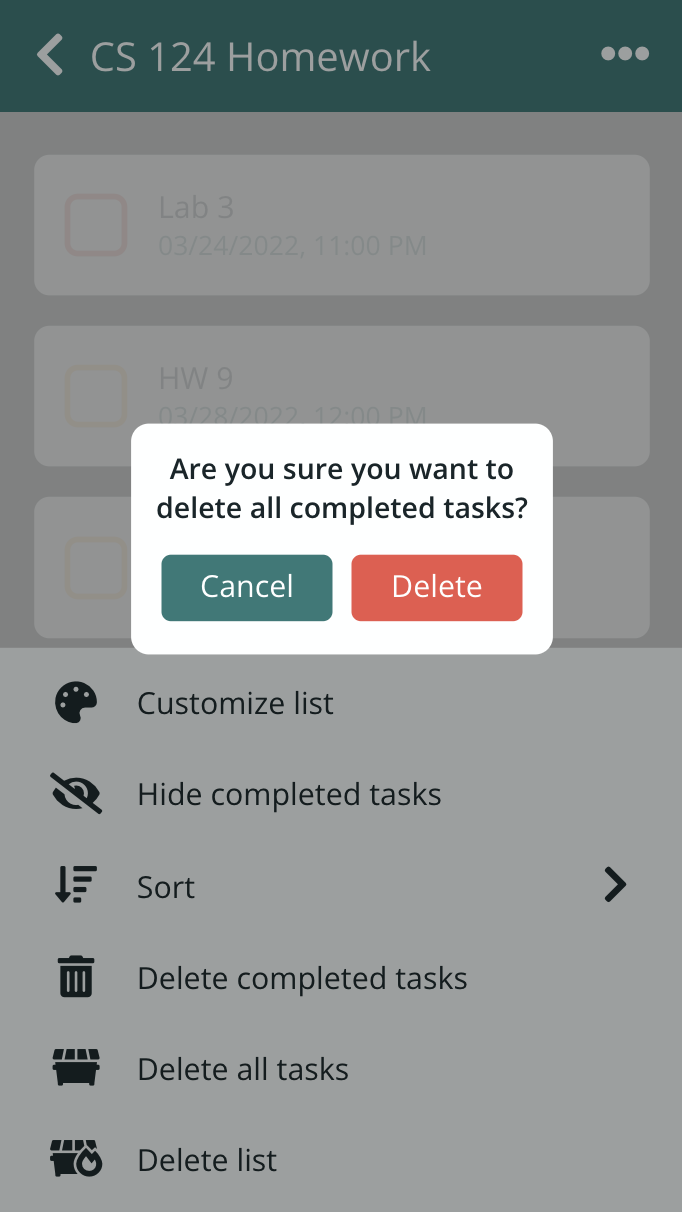 CS 124 Homework
Lab 3
03/24/2022, 11:00 PM
HW 9
03/28/2022, 12:00 PM
Are you sure you want to
delete all completed tasks?
Cancel
Delete
Customize list
Hide completed tasks
Sort
Delete completed tasks
Delete all tasks
Delete list